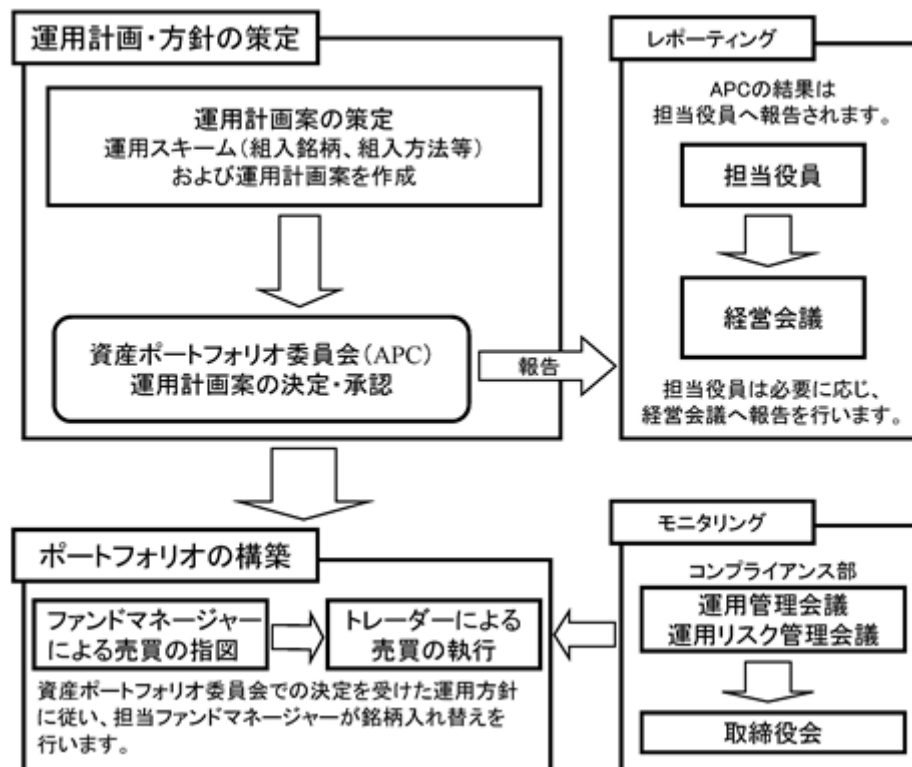 運用計画・方針の策定
運用計画案の策定
運用スキーム(組入銘柄、組入方法等)
および運用計画案を作成
資産ポートフォリオ委員会(APC)
運用計画案の決定・承認
報告
レポーティング
APCの結果は
担当役員へ報告されます。
担当役員
経営会議
担当役員は必要に応じ、
経営会議へ報告を行います。
ポートフォリオの構築
ファンドマネージャー
による売買の指図
トレーダーによる
売買の執行
資産ポートフォリオ委員会での決定を受けた運用方針
に従い、担当ファンドマネージャーが銘柄入れ替えを
行います。
モニタリング
コンプライアンス部
運用管理会議
運用リスク管理会議
取締役会